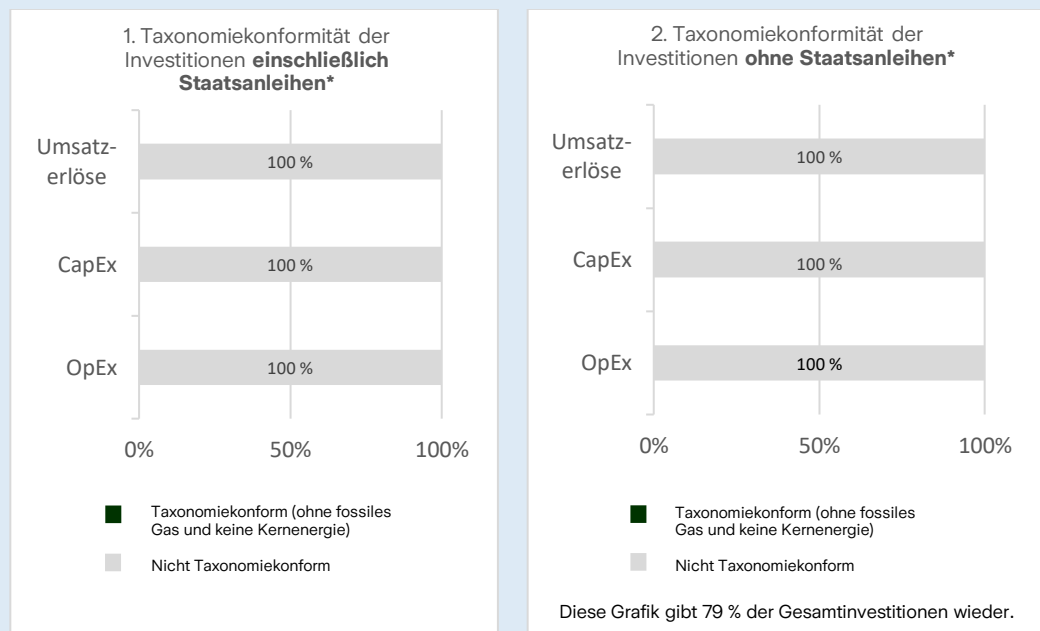 1. Taxonomiekonformität der
Investitionen einschließlich
Staatsanleihen*
Umsatz-
erlöse
100 %
CapEx
100 %
OpEx
100 %
0% 50% 100%
Taxonomiekonform (ohne fossiles
Gas und keine Kernenergie)
Nicht Taxonomiekonform
2. Taxonomiekonformität der
Investitionen ohne Staatsanleihen*
Umsatz-
erlöse
100 %
CapEx
100 %
OpEx
100 %
0% 50% 100%
Taxonomiekonform (ohne fossiles
Gas und keine Kernenergie)
Nicht Taxonomiekonform
Diese Grafik gibt 79 % der Gesamtinvestitionen wieder.